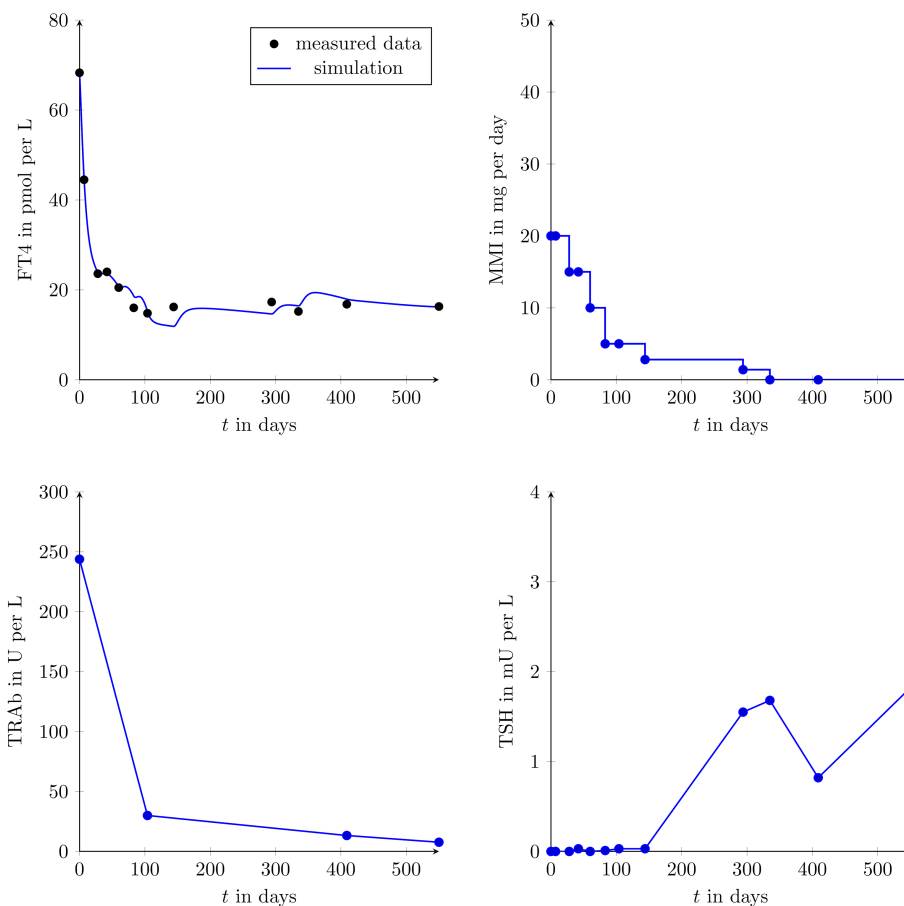 80
60
40
20
0
0 100 200 300 400 500
FT4 in pmol per L
t in days
measured data
simulation
50
40
30
20
10
0
0 100 200 300 400 500
MMI in mg per day
t in days
300
250
200
150
100
50
0
0 100 200 300 400 500
TRAb in U per L
t in days
4
3
2
1
0
0 100 200 300 400 500
TSH in mU per L
t in days